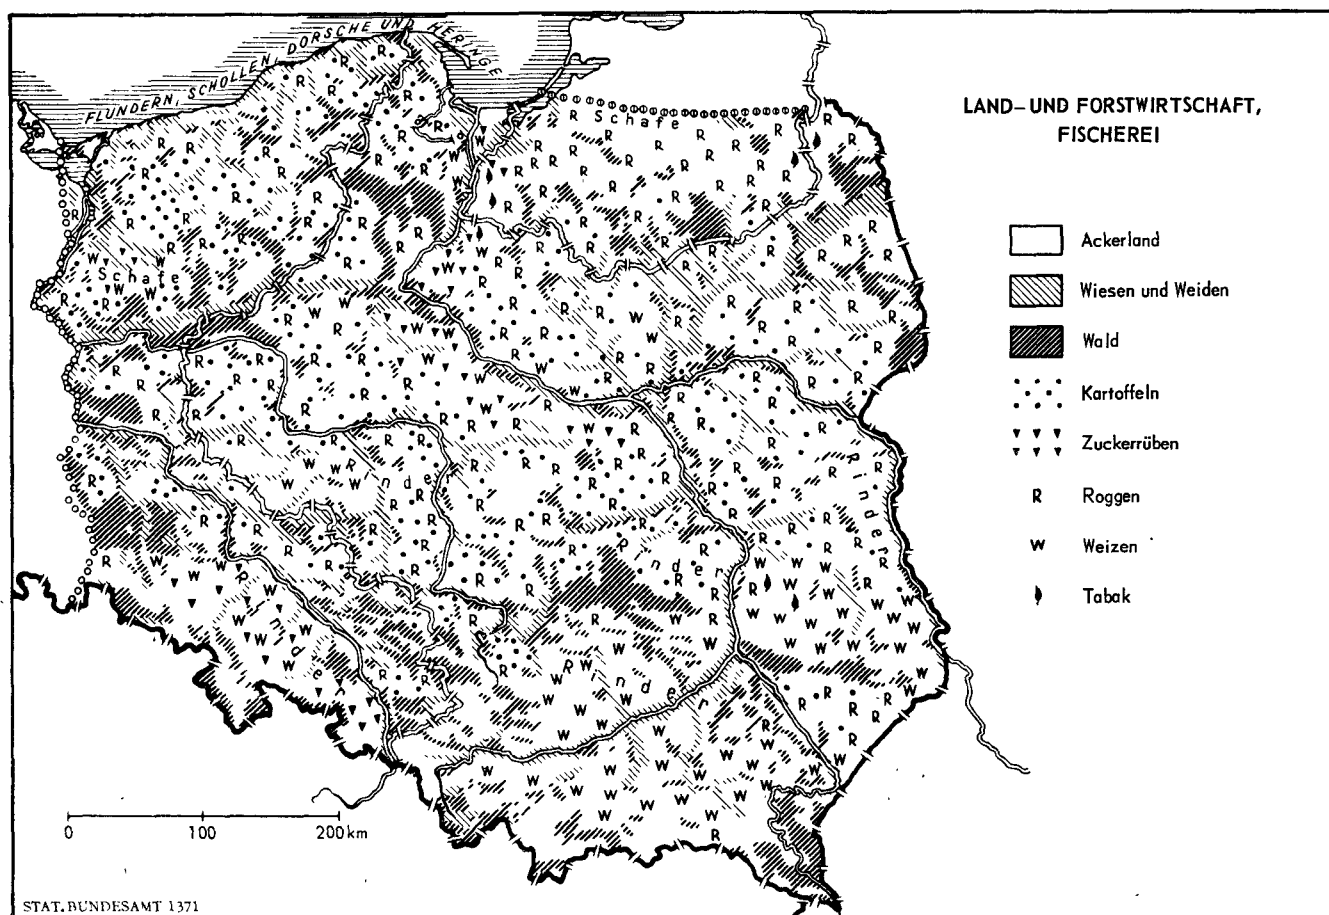 FLUNDERN, SCHOLLEN, DORSCHE UND HERINGE
LAND- UND FORSTWIRTSCHAFT,
FISCHEREI
Ackerland
Wiesen und Weiden
Wald
Kartoffeln
Zuckerrüben
R Roggen
W Weizen
Tabak
Schafe
Schafe
Rinder
Rinder
Rinder
Rinder
Rinder
0 100 200 km
STAT. BUNDESAMT 1371